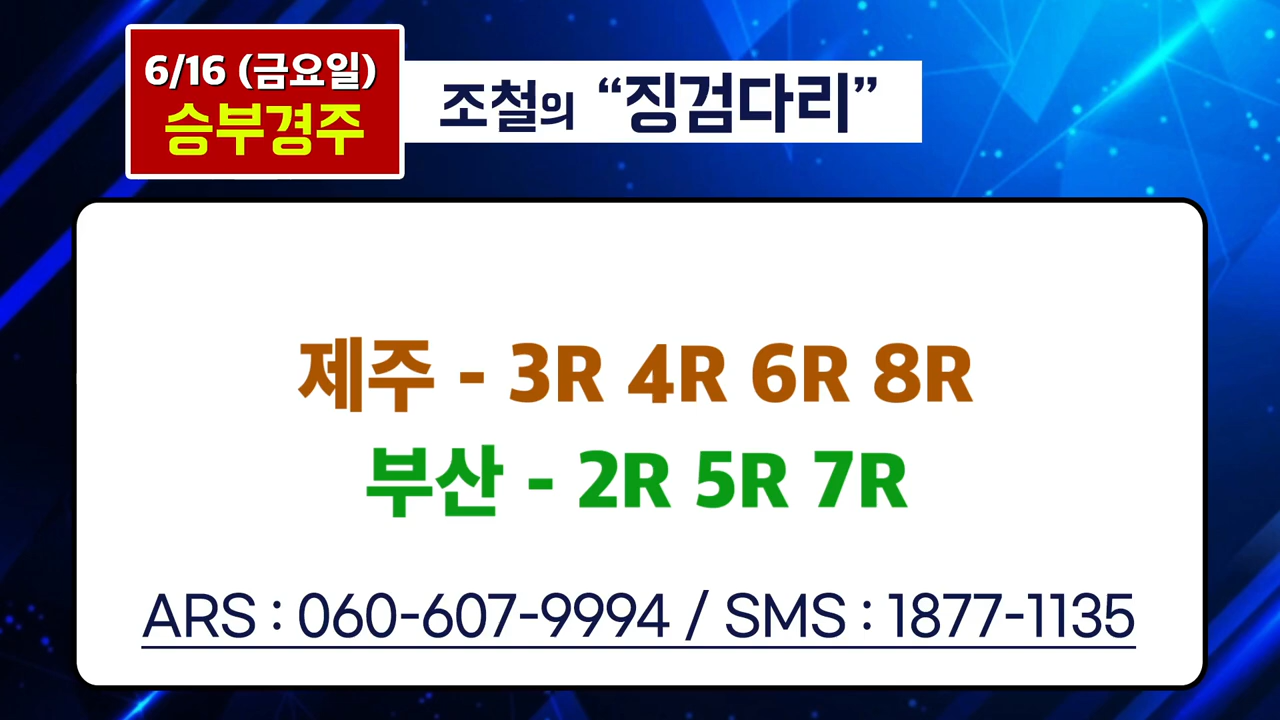 6/16 (금요일)
승부경주
조철의 “징검다리”
제주 - 3R 4R 6R 8R
부산 - 2R 5R 7R
ARS : 060-607-9994 / SMS : 1877-1135